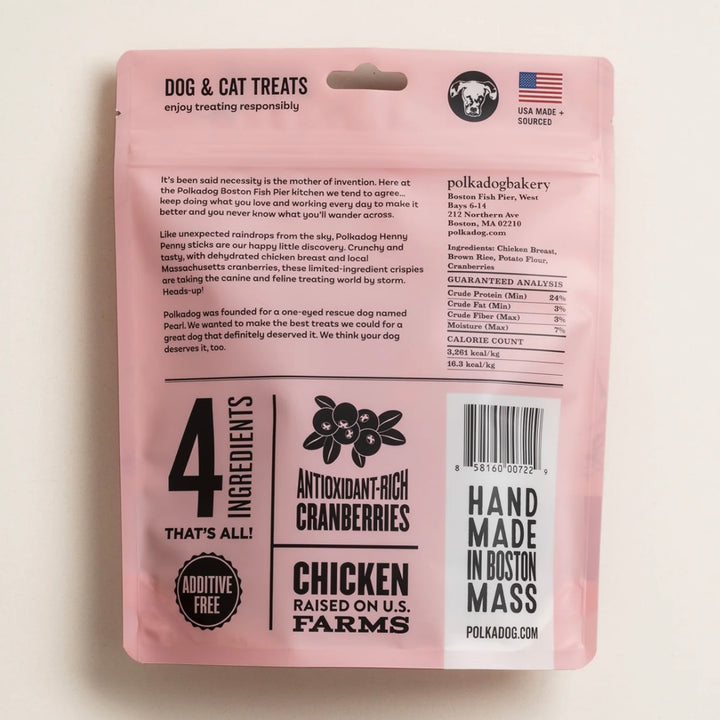 DOG & CAT TREATS
enjoy treating responsibly
USA MADE +
SOURCED
It's been said necessity is the mother of invention. Here at
the Polkadog Boston Fish Pier kitchen we tend to agree...
keep doing what you love and working every day to make it
better and you never know what you'll wander across.
Like unexpected raindrops from the sky, Polkadog Henny
Penny sticks are our happy little discovery. Crunchy and
tasty, with dehydrated chicken breast and local
Massachusetts cranberries, these limited-ingredient crispies
are taking the canine and feline treating world by storm.
Heads-up!
Polkadog was founded for a one-eyed rescue dog named
Pearl. We wanted to make the best treats we could for a
great dog that definitely deserved it. We think your dog
deserves it, too.
polkadogbakery
Boston Fish Pier, West
Bays 6-14
212 Northern Ave
Boston, MA 02210
polkadog.com
Ingredients: Chicken Breast,
Brown Rice, Potato Flour,
Cranberries
GUARANTEED ANALYSIS
Crude Protein (Min) 24%
Crude Fat (Min) 3%
Crude Fiber (Max) 3%
Moisture (Max) 7%
CALORIE COUNT
3,261 kcal/kg
16.3 kcal/kg
4 INGREDIENTS
THAT'S ALL!
ADDITIVE
FREE
ANTIOXIDANT-RICH
CRANBERRIES
CHICKEN
RAISED ON U.S.
FARMS
8 58160 00722 9
HAND
MADE
IN BOSTON
MASS
POLKADOG.COM